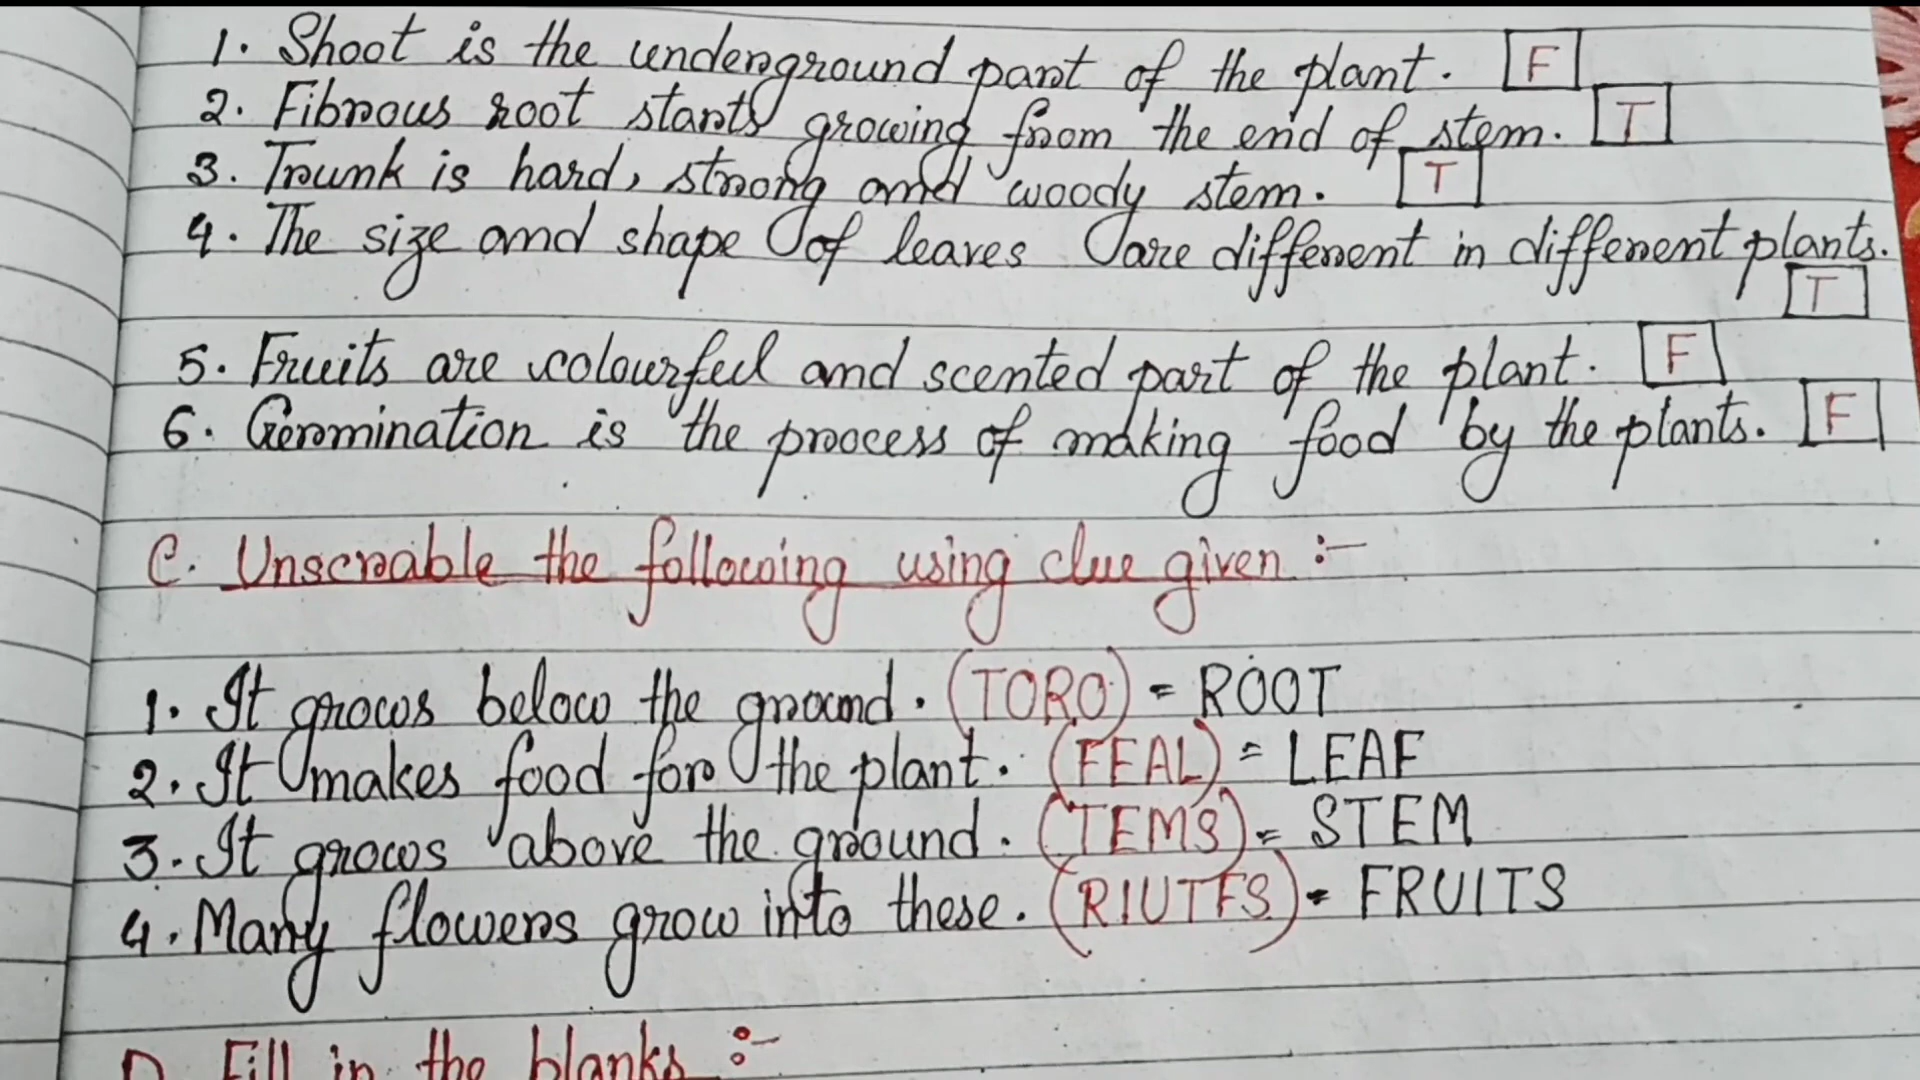 1. Shoot is the underground part of the plant. F
2. Fibrous root starts growing from the end of stem. T
3. Trunk is hard, strong and woody stem. T
4. The size and shape of leaves are different in different plants.
T
5. Fruits are colourful and scented part of the plant. F
6. Germination is the process of making food by the plants. F
C. Unscrable the following using clue given :-
1. It grows below the ground. (TORO) = ROOT
2. It makes food for the plant. (FEAL) = LEAF
3. It grows above the ground. (TEMS) = STEM
4. Many flowers grow into these. (RIUTFS) = FRUITS
D. Fill in the blanks :-